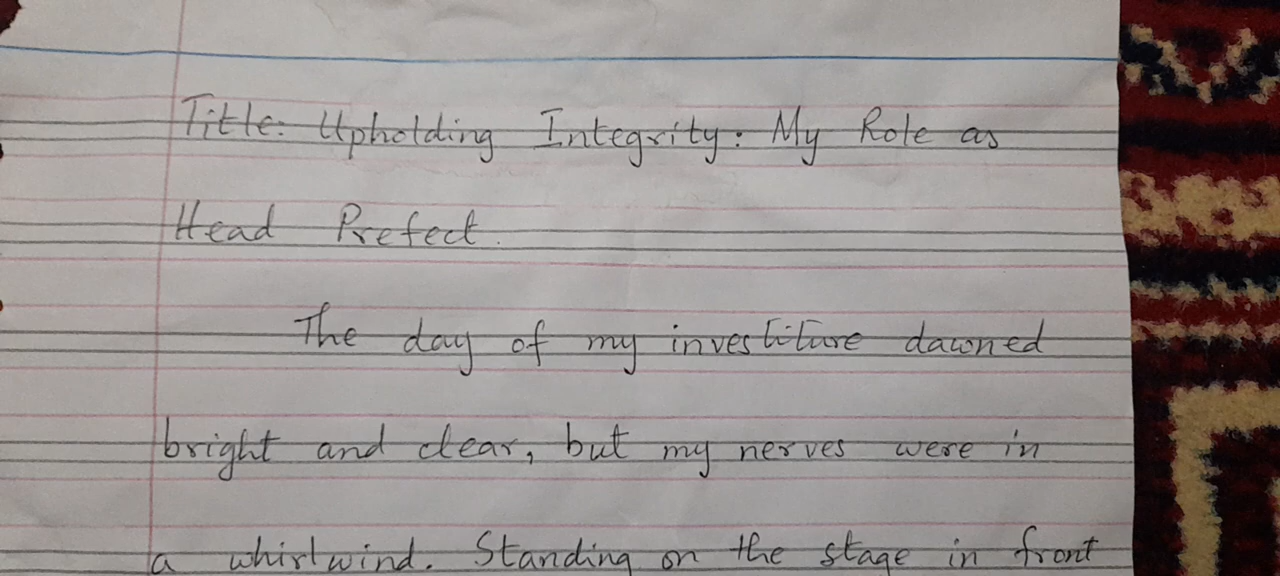 Title: Upholding Integrity: My Role as
Head Prefect.
The day of my investiture dawned
bright and clear, but my nerves were in
a whirlwind. Standing on the stage in front